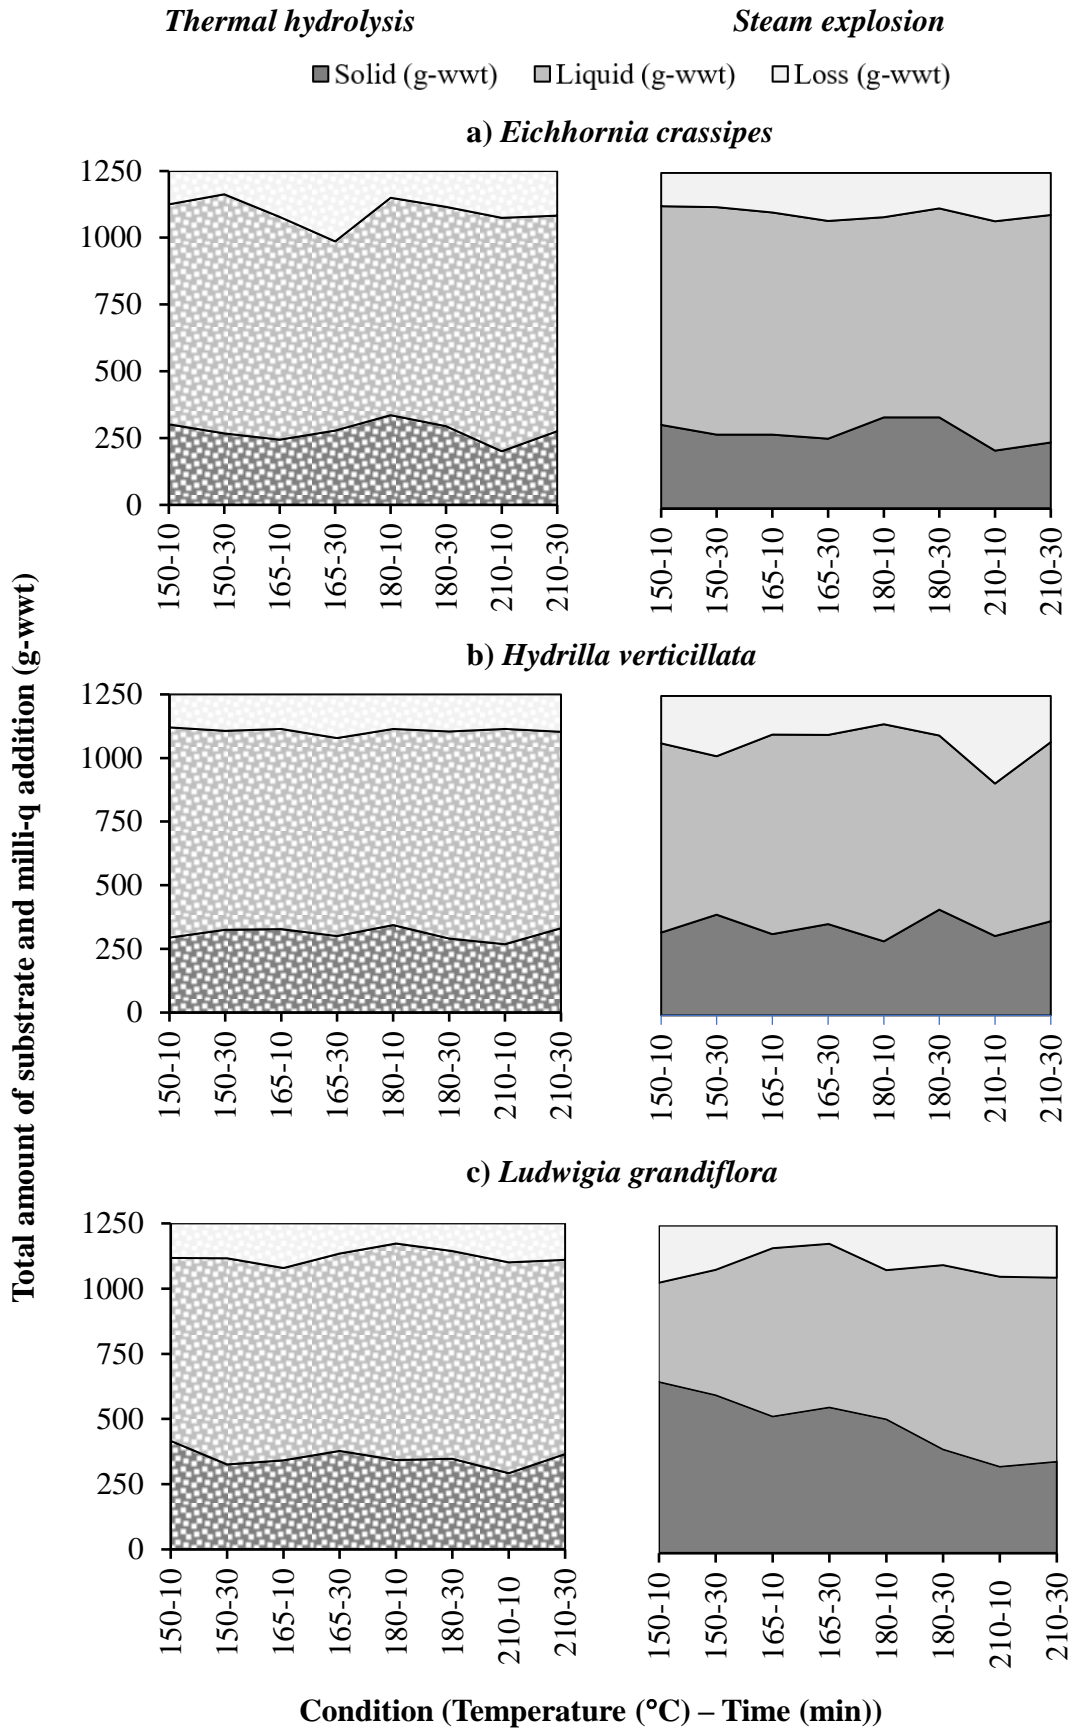 Thermal hydrolysis Steam explosion
Solid (g-wwt) Liquid (g-wwt) Loss (g-wwt)
a) Eichhornia crassipes
1250
1000
750
500
250
0
150-10 150-30 165-10 165-30 180-10 180-30 210-10 210-30
150-10 150-30 165-10 165-30 180-10 180-30 210-10 210-30
b) Hydrilla verticillata
1250
1000
750
500
250
0
150-10 150-30 165-10 165-30 180-10 180-30 210-10 210-30
150-10 150-30 165-10 165-30 180-10 180-30 210-10 210-30
c) Ludwigia grandiflora
1250
1000
750
500
250
0
150-10 150-30 165-10 165-30 180-10 180-30 210-10 210-30
150-10 150-30 165-10 165-30 180-10 180-30 210-10 210-30
Total amount of substrate and milli-q addition (g-wwt)
Condition (Temperature (°C) – Time (min))